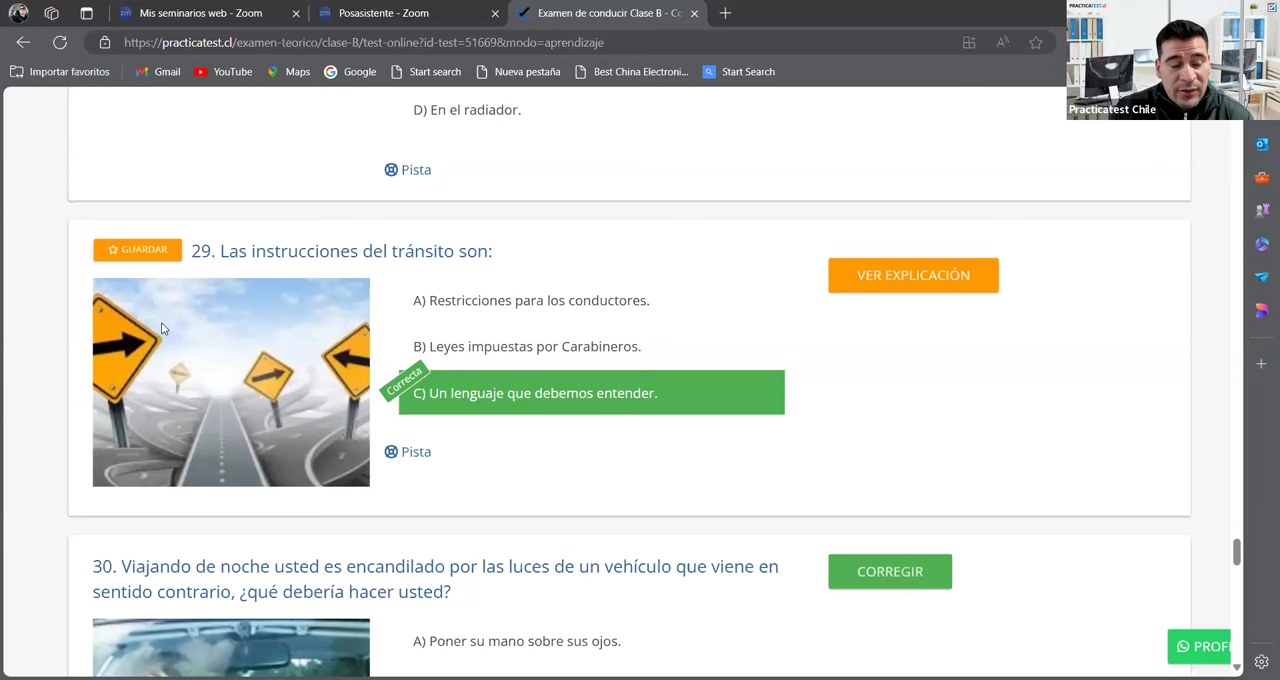 Mis seminarios web - Zoom
Posasistente - Zoom
Examen de conducir Clase B - Co
https://practicatest.cl/examen-teorico/clase-B/test-online?id-test=51669&modo=aprendizaje
Importar favoritos
Gmail
YouTube
Maps
Google
Start search
Nueva pestaña
Best China Electroni...
Start Search
PRACTICATEST.cl
Practicatest Chile
D) En el radiador.
Pista
GUARDAR
29. Las instrucciones del tránsito son:
VER EXPLICACIÓN
A) Restricciones para los conductores.
B) Leyes impuestas por Carabineros.
Correcta
C) Un lenguaje que debemos entender.
Pista
30. Viajando de noche usted es encandilado por las luces de un vehículo que viene en
sentido contrario, ¿qué debería hacer usted?
CORREGIR
A) Poner su mano sobre sus ojos.
PROF